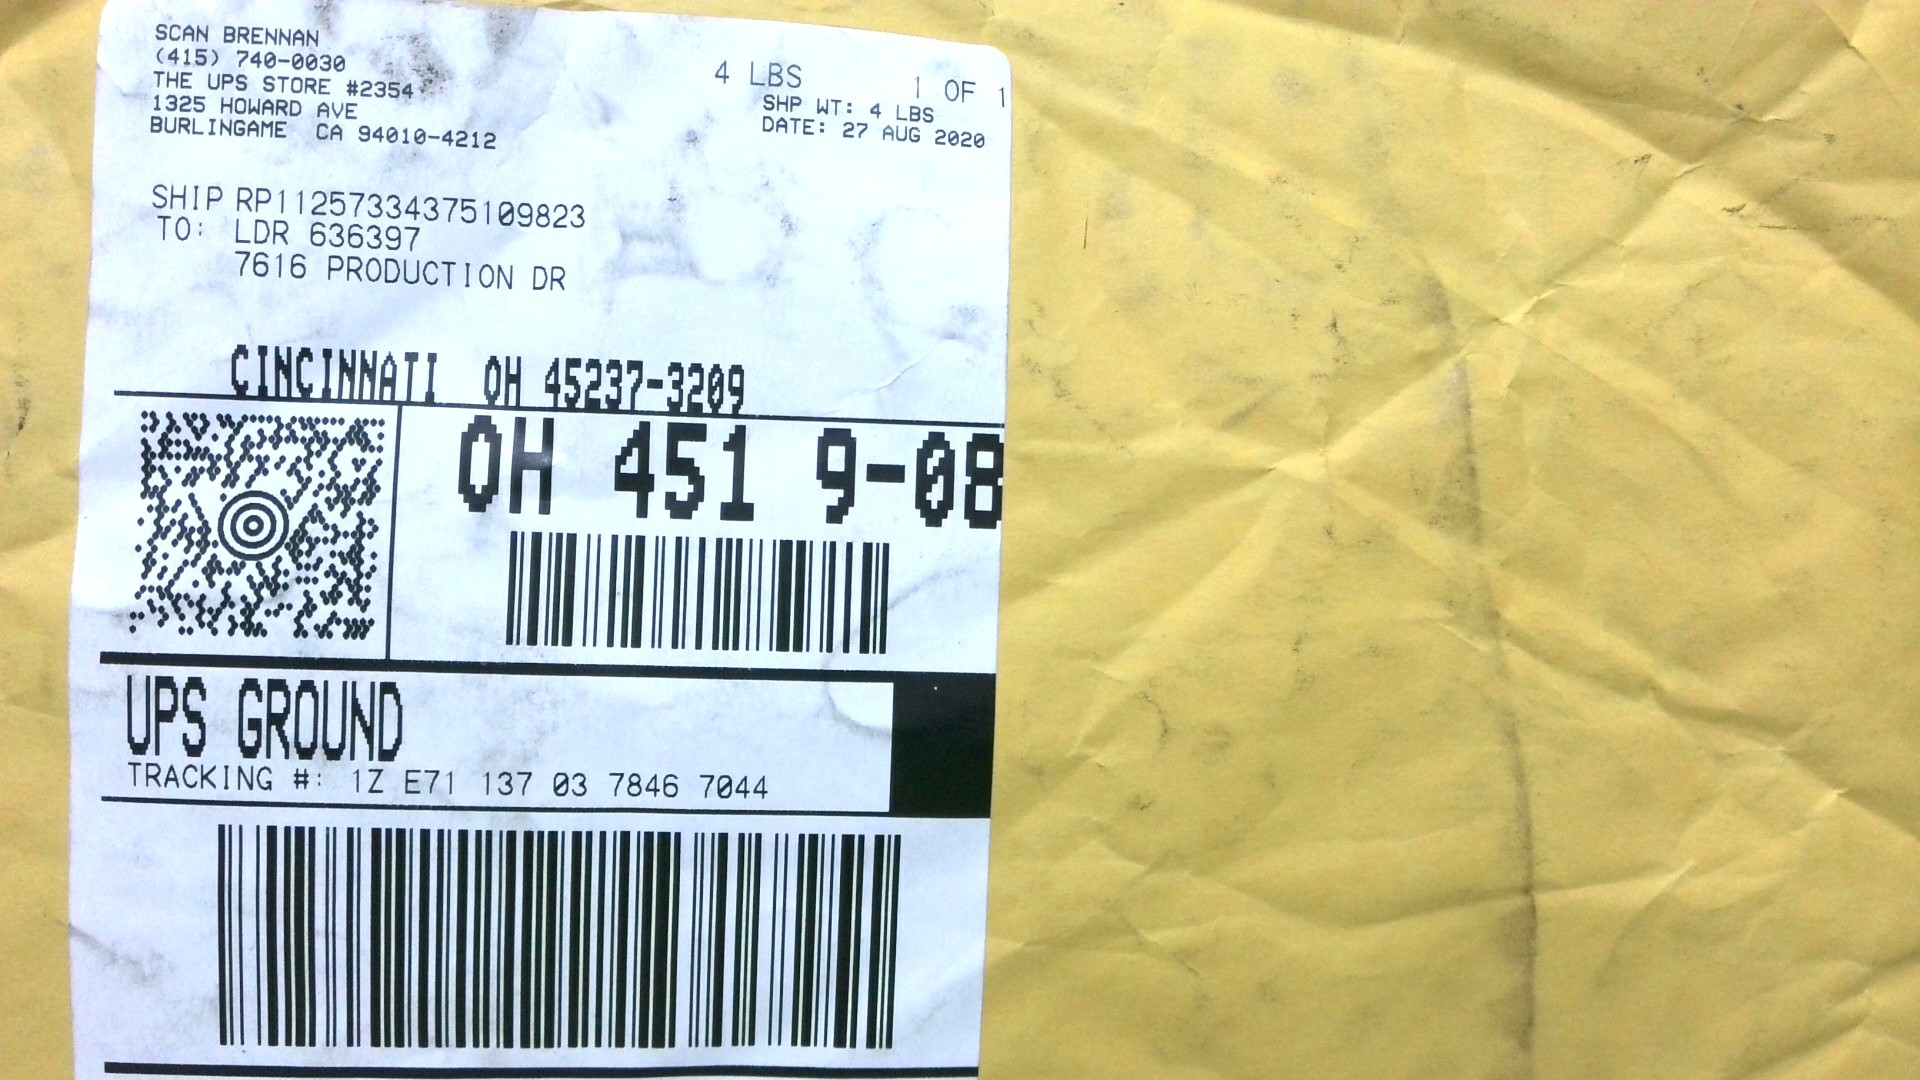 SCAN BRENNAN
(415) 740-0030
THE UPS STORE #2354
1325 HOWARD AVE
BURLINGAME CA 94010-4212
4 LBS 1 OF 1
SHP WT: 4 LBS
DATE: 27 AUG 2020
SHIP RP11257334375109823
TO: LDR 636397
7616 PRODUCTION DR
CINCINNATI OH 45237-3209
OH 451 9-08
UPS GROUND
TRACKING #: 1Z E71 137 03 7846 7044